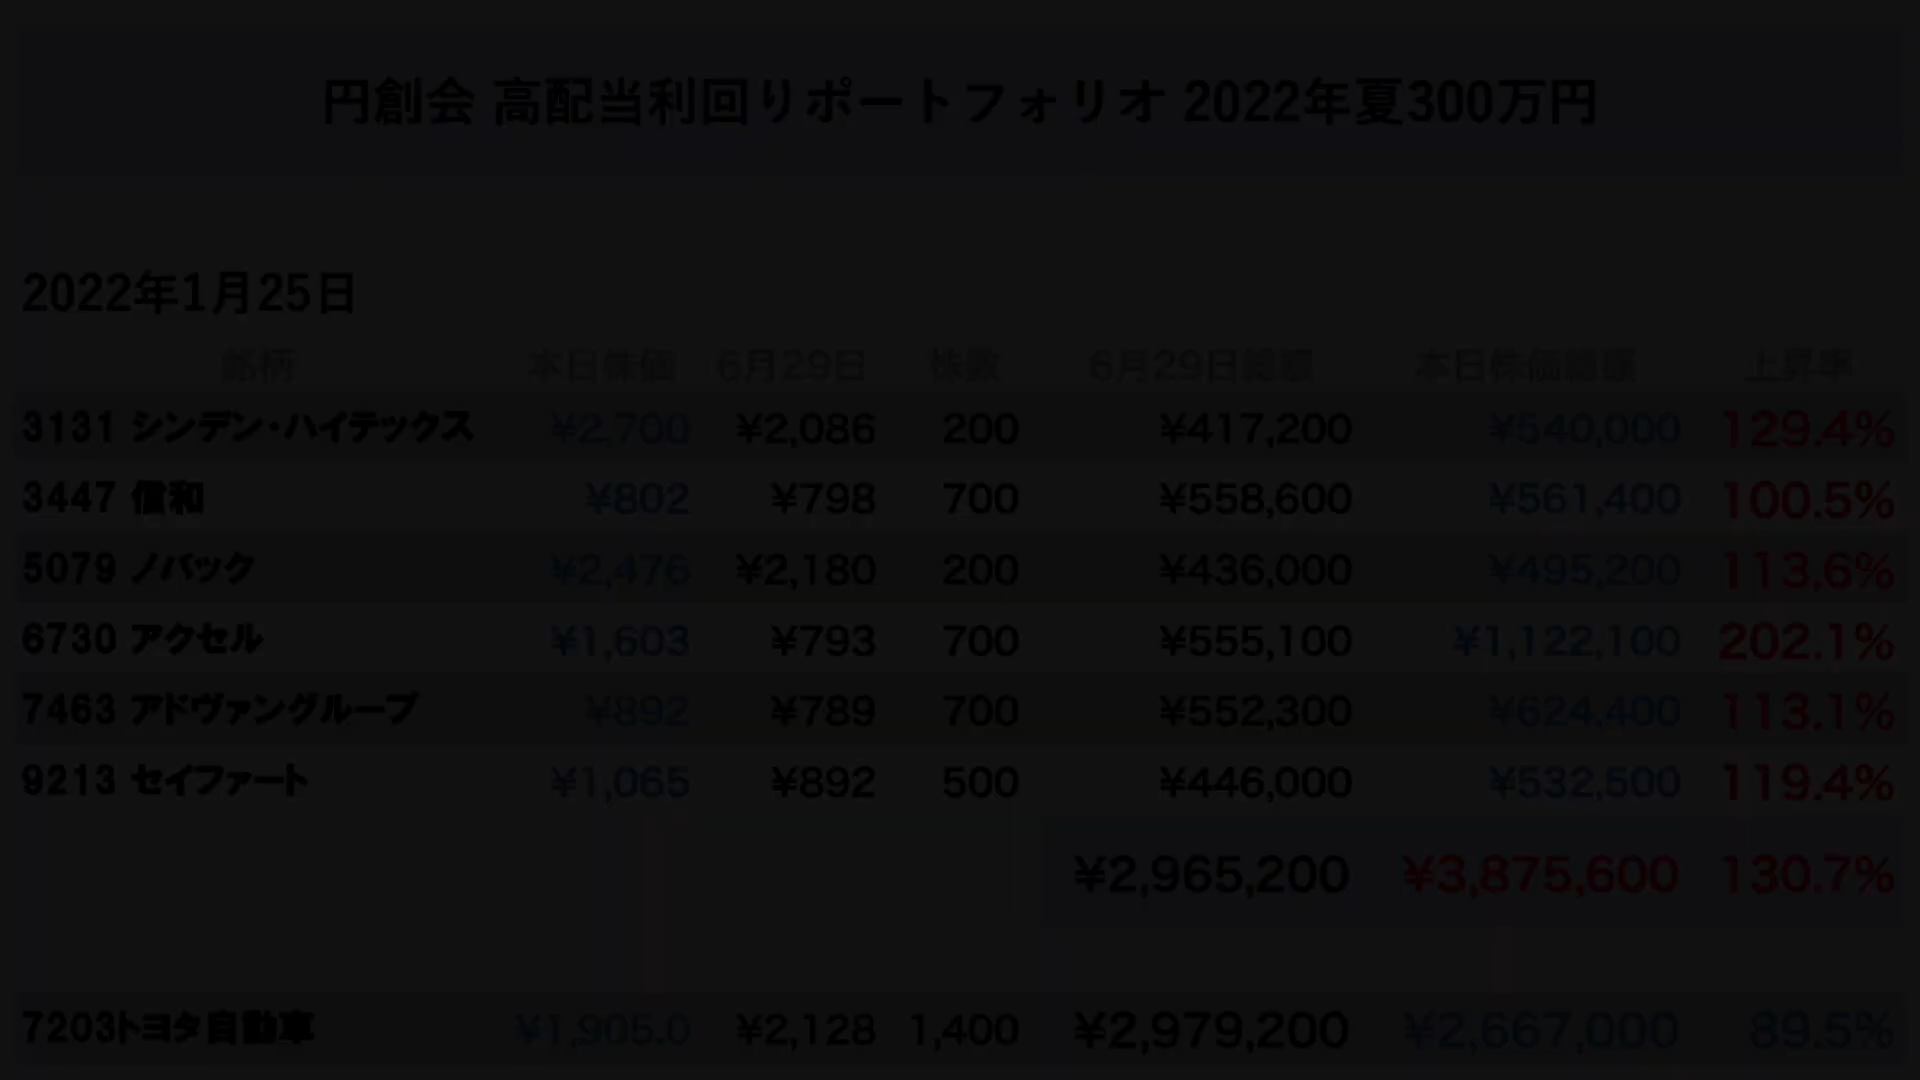 円創会 高配当利回りポートフォリオ 2022年夏300万円
2022年1月25日
銘柄 本日株価 6月29日 株数 6月29日総額 本日株価総額 上昇率
3131 シンデン・ハイテックス ¥2,700 ¥2,086 200 ¥417,200 ¥540,000 129.4%
3447 信和 ¥802 ¥798 700 ¥558,600 ¥561,400 100.5%
5079 ノバック ¥2,476 ¥2,180 200 ¥436,000 ¥495,200 113.6%
6730 アクセル ¥1,603 ¥793 700 ¥555,100 ¥1,122,100 202.1%
7463 アドヴァングループ ¥892 ¥789 700 ¥552,300 ¥624,400 113.1%
9213 セイファート ¥1,065 ¥892 500 ¥446,000 ¥532,500 119.4%
¥2,965,200 ¥3,875,600 130.7%
7203トヨタ自動車 ¥1,905.0 ¥2,128 1,400 ¥2,979,200 ¥2,667,000 89.5%